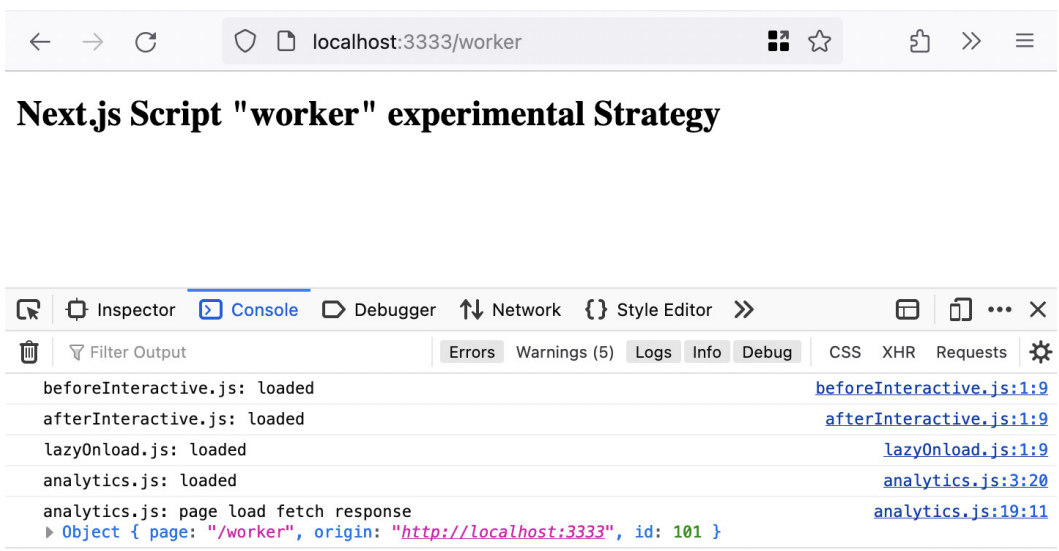 localhost:3333/worker
Next.js Script "worker" experimental Strategy
Inspector Console Debugger Network Style Editor
Filter Output Errors Warnings (5) Logs Info Debug CSS XHR Requests
beforeInteractive.js: loaded beforeInteractive.js:1:9
afterInteractive.js: loaded afterInteractive.js:1:9
lazyOnload.js: loaded lazyOnload.js:1:9
analytics.js: loaded analytics.js:3:20
analytics.js: page load fetch response analytics.js:19:11
Object { page: "/worker", origin: "http://localhost:3333", id: 101 }